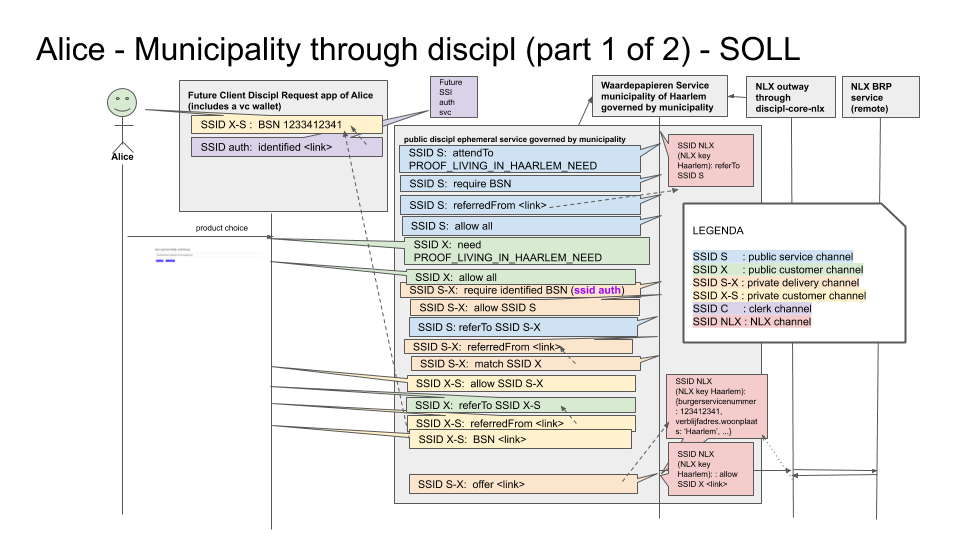 Alice - Municipality through discipl (part 1 of 2) - SOLL
Alice
Future Client Discipl Request app of Alice
(includes a vc wallet)
SSID X-S :  BSN 1233412341
SSID auth:  identified <link>
Future
SSI
auth
svc
Waardepapieren Service
municipality of Haarlem
governed by municipality
NLX outway
through
discipl-core-nlx
NLX BRP
service
(remote)
public discipl ephemeral service governed by municipality
SSID S:  attendTo
PROOF_LIVING_IN_HAARLEM_NEED
SSID S:  require BSN
SSID S:  referredFrom <link>
SSID S:  allow all
SSID NLX
(NLX key
Haarlem): referTo
SSID S
product choice
SSID X:  need
PROOF_LIVING_IN_HAARLEM_NEED
SSID X:  allow all
SSID S-X:  require identified BSN (ssid auth)
SSID S-X:  allow SSID S
SSID S: referTo SSID S-X
SSID S-X:  referredFrom <link>
SSID S-X:  match SSID X
SSID X-S:  allow SSID S-X
SSID X:  referTo SSID X-S
SSID X-S:  referredFrom <link>
SSID X-S:  BSN <link>
SSID S-X:  offer <link>
LEGENDA
SSID S     : public service channel
SSID X     : public customer channel
SSID S-X : private delivery channel
SSID X-S : private customer channel
SSID C     : clerk channel
SSID NLX : NLX channel
SSID NLX
(NLX key Haarlem):
{burgerservicenummer
: 123412341,
verblijfadres.woonplaat
s: 'Haarlem', ...}
SSID NLX
(NLX key
Haarlem): : allow
SSID X <link>